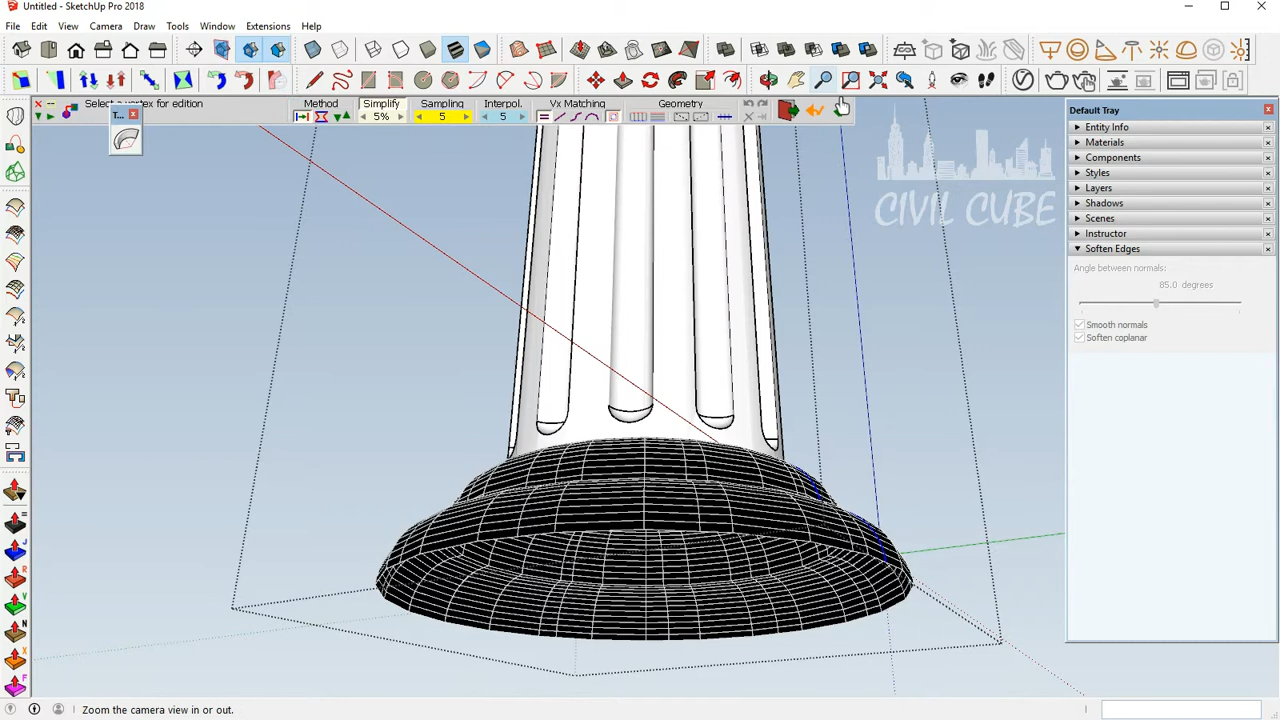 Untitled - SketchUp Pro 2018
File Edit View Camera Draw Tools Window Extensions Help
Select a vertex for edition
T...
Method
Simplify
5%
Sampling
5
Interpol.
5
Vx Matching
Geometry
CIVIL CUBE
Default Tray
Entity Info
Materials
Components
Styles
Layers
Shadows
Scenes
Instructor
Soften Edges
Angle between normals:
85.0 degrees
Smooth normals
Soften coplanar
R
V
N
X
F
Zoom the camera view in or out.